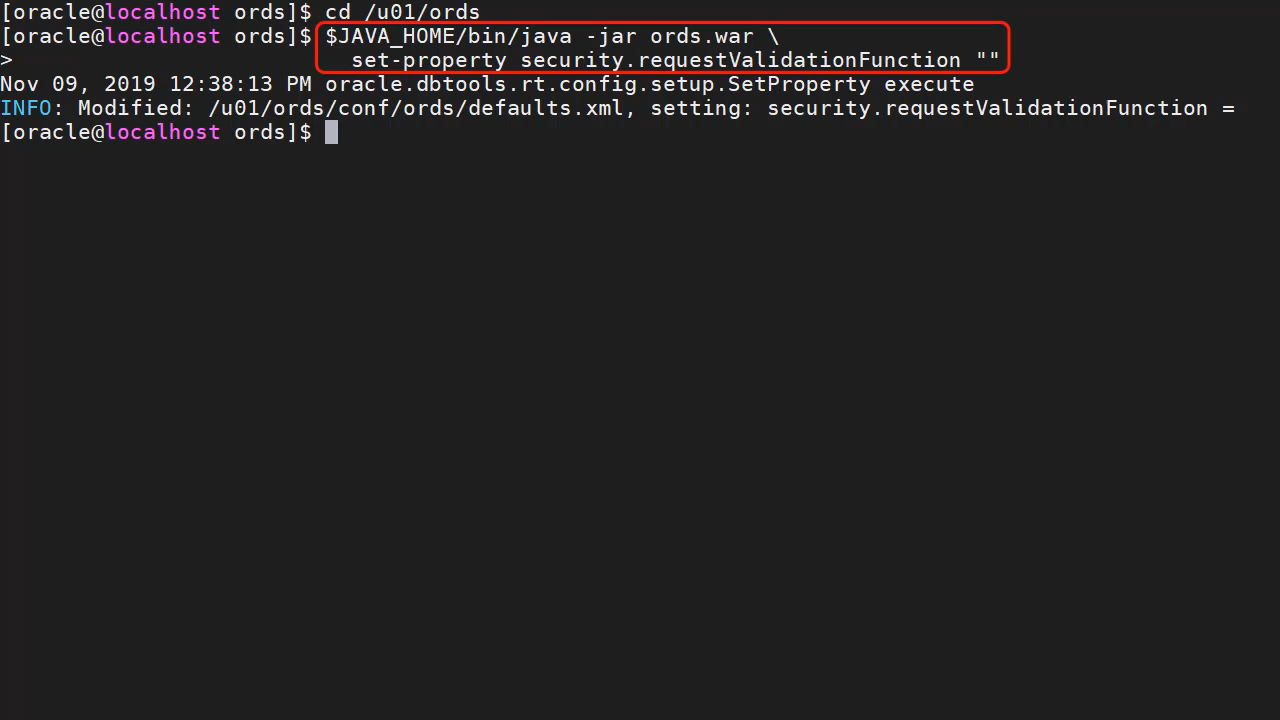 [oracle@localhost ords]$ cd /u01/ords
[oracle@localhost ords]$ $JAVA_HOME/bin/java -jar ords.war \
>                          set-property security.requestValidationFunction ""
Nov 09, 2019 12:38:13 PM oracle.dbtools.rt.config.setup.SetProperty execute
INFO: Modified: /u01/ords/conf/ords/defaults.xml, setting: security.requestValidationFunction =
[oracle@localhost ords]$